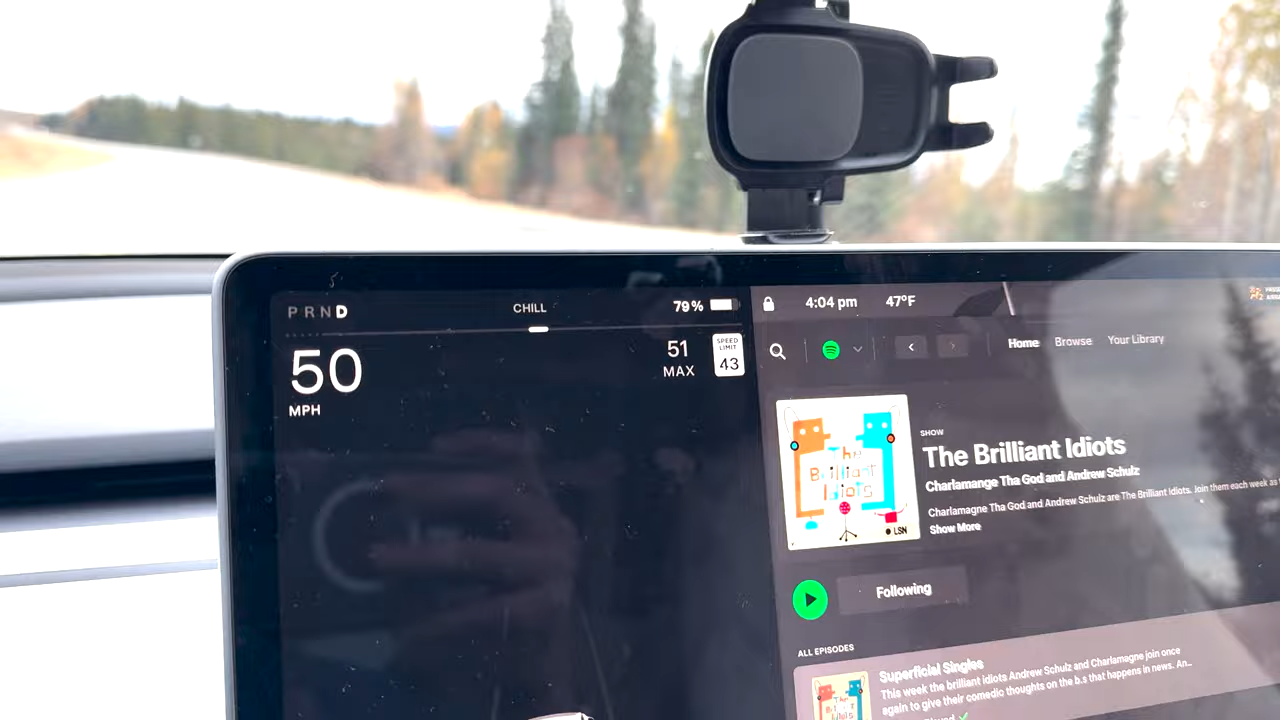 PRND
CHILL
79%
4:04 pm
47°F
50
MPH
51
MAX
SPEED
LIMIT
43
Home
Browse
Your Library
The
Brilliant
Idiots
LSN
SHOW
The Brilliant Idiots
Charlamange Tha God and Andrew Schulz
Charlamagne Tha God and Andrew Schulz are The Brilliant Idiots. Join them each week as
Show More
Following
ALL EPISODES
Superficial Singles
This week the brilliant idiots Andrew Schulz and Charlamagne join once
again to give their comedic thoughts on the b.s that happens in news. An...